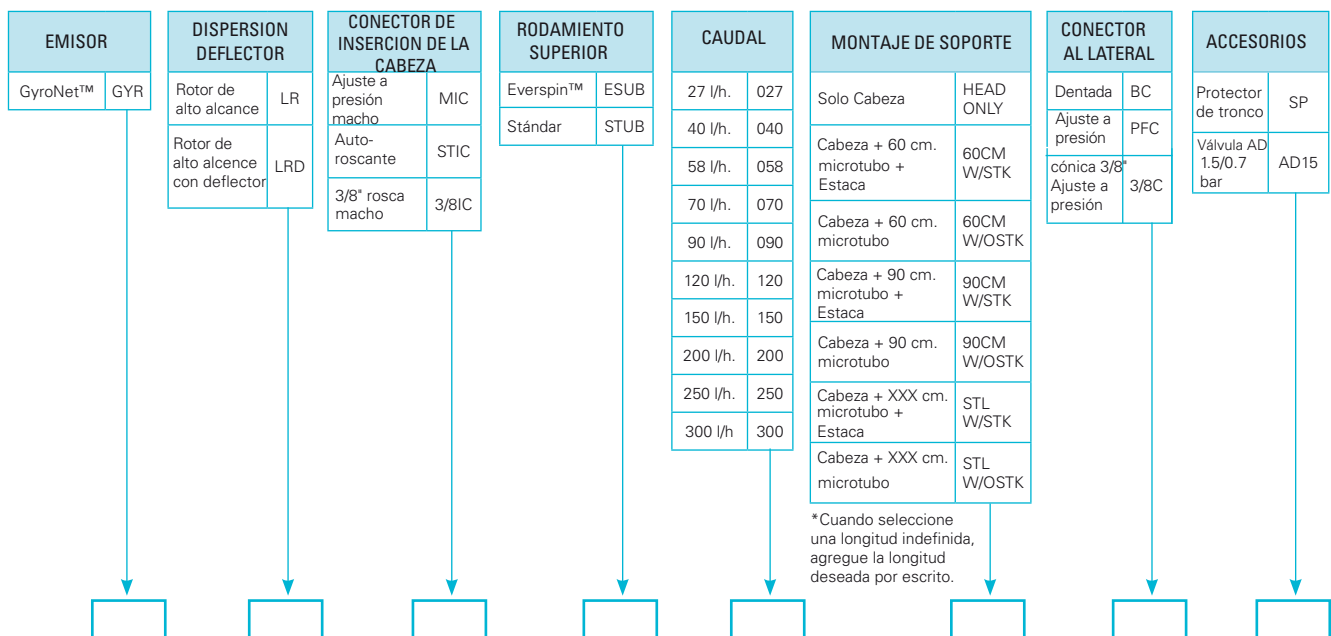 EMISOR
GyroNet™ GYR
DISPERSION
DEFLECTOR
Rotor de
alto alcance
LR
Rotor de
alto alcence
con deflector
LRD
CONECTOR DE
INSERCION DE LA
CABEZA
Ajuste a
presión
macho
MIC
Auto-
roscante
STIC
3/8" rosca
macho
3/8IC
RODAMIENTO
SUPERIOR
Everspin™ ESUB
Stándar STUB
CAUDAL
27 l/h. 027
40 l/h. 040
58 l/h. 058
70 l/h. 070
90 l/h. 090
120 l/h. 120
150 l/h. 150
200 l/h. 200
250 l/h. 250
300 l/h 300
MONTAJE DE SOPORTE
Solo Cabeza
HEAD
ONLY
Cabeza + 60 cm.
microtubo +
Estaca
60CM
W/STK
Cabeza + 60 cm.
microtubo
60CM
W/OSTK
Cabeza + 90 cm.
microtubo +
Estaca
90CM
W/STK
Cabeza + 90 cm.
microtubo
90CM
W/OSTK
Cabeza + XXX cm.
microtubo +
Estaca
STL
W/STK
Cabeza + XXX cm.
microtubo
STL
W/OSTK
*Cuando seleccione
una longitud indefinida,
agregue la longitud
deseada por escrito.
CONECTOR
AL LATERAL
Dentada BC
Ajuste a
presión
PFC
cónica 3/8"
Ajuste a
presión
3/8C
ACCESORIOS
Protector
de tronco
SP
Válvula AD
1.5/0.7
bar
AD15